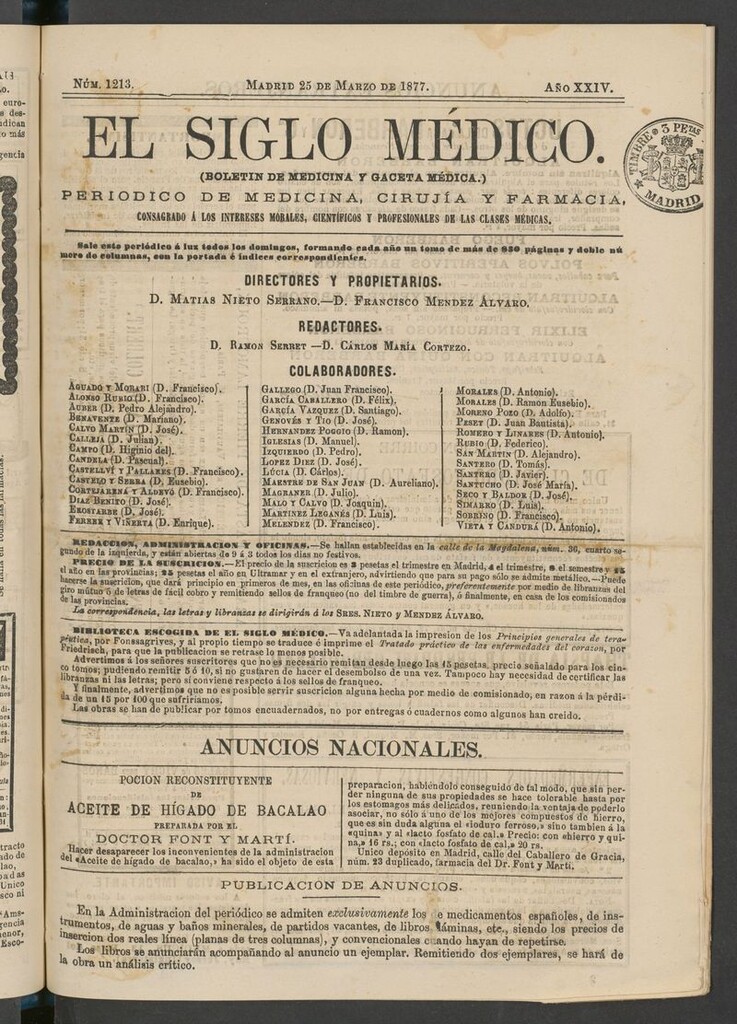 NÚM. 1213.
MADRID 25 DE MARZO DE 1877.
AÑO XXIV.
EL SIGLO MÉDICO.
TIMBRE 3 PETAS
MADRID
(BOLETIN DE MEDICINA Y GACETA MÉDICA.)
PERIODICO DE MEDICINA, CIRUJÍA Y FARMACIA,
CONSAGRADO Á LOS INTERESES MORALES, CIENTÍFICOS Y PROFESIONALES DE LAS CLASES MÉDICAS.
Sale este periódico á luz todos los domingos, formando cada año un tomo de más de 830 páginas y doble nú
mero de columnas, con la portada é índices correspondientes.
DIRECTORES Y PROPIETARIOS.
D. MATIAS NIETO SERRANO.—D. FRANCISCO MENDEZ ÁLVARO.
REDACTORES.
D. RAMON SERRET —D. CÁRLOS MARÍA CORTEZO.
COLABORADORES.
AGUADO Y MORARI (D. Francisco).
ALONSO RUBIO (D. Francisco).
AUBER (D. Pedro Alejandro).
BENAVENTE (D. Mariano).
CALVO MARTIN (D. José).
CALLEJA (D. Julian).
CAMPO (D. Higinio del).
CANDELA (D. Pascual).
CASTELLVÍ Y PALLARES (D. Francisco).
CASTELO Y SERRA (D. Eusebio).
CORTEJARENA Y ALDEVÓ (D. Francisco).
DIAZ BENITO (D. José).
EROSTARBE (D. José).
FERRER Y VIÑERTA (D. Enrique).
GALLEGO (D. Juan Francisco).
GARCÍA CABALLERO (D. Félix).
GARCÍA VAZQUEZ (D. Santiago).
GENOVÉS Y TIO (D. José).
HERNANDEZ POGGIO (D. Ramon).
IGLESIAS (D. Manuel).
IZQUIERDO (D. Pedro).
LOPEZ DIEZ (D. José).
LÚCIA (D. Cárlos).
MAESTRE DE SAN JUAN (D. Aureliano).
MAGRANER (D. Julio).
MALO Y CALVO (D. Joaquin).
MARTINEZ LEGANÉS (D. Luis).
MELENDEZ (D. Francisco).
MORALES (D. Antonio).
MORALES (D. Ramon Eusebio).
MORENO POZO (D. Adolfo).
PESET (D. Juan Bautista).
ROMERO Y LINARES (D. Antonio).
RUBIO (D. Federico).
SAN MARTIN (D. Alejandro).
SANTERO (D. Tomás).
SANTERO (D. Javier).
SANTUCHO (D. José María).
SECO Y BALDOR (D. José).
SIMARRO (D. Luis).
SOBRINO (D. Francisco).
VIETA Y CANDURÁ (D. Antonio).
REDACCION, ADMINISTRACION Y OFICINAS.—Se hallan establecidas en la calle de la Magdalena, núm. 36, cuarto se-
gundo de la izquierda, y están abiertas de 9 á 3 todos los dias no festivos.
PRECIO DE LA SUSCRICION.—El precio de la suscricion es 3 pesetas el trimestre en Madrid, 4 el trimestre, 8 el semestre y 15
el año en las provincias; 25 pesetas el año en Ultramar y en el extranjero, advirtiendo que para su pago sólo se admite metálico.—Puede
hacerse la suscricion, que dará principio en primeros de mes, en las oficinas de este periódico, preferentemente por medio de libranzas del
giro mútuo ó de letras de fácil cobro y remitiendo sellos de franqueo (no del timbre de guerra), ó finalmente, en casa de los comisionados
de las provincias.
La correspondencia, las letras y libranzas se dirigirán á los SRES. NIETO y MENDEZ ÁLVARO.
BIBLIOTECA ESCOGIDA DE EL SIGLO MÉDICO.—Va adelantada la impresion de los Principios generales de tera-
péutica, por Fonssagrives, y al propio tiempo se traduce é imprime el Tratado práctico de las enfermedades del corazon, por
Friedrisch, para que la publicacion se retrase lo menos posible.
Advertimos á los señores suscritores que no es necesario remitan desde luego las 15 pesetas, precio señalado para los cin-
co tomos; pudiendo remitir 5 ó 10, si no gustaren de hacer el desembolso de una vez. Tampoco hay necesidad de certificar las
libranzas ni las letras; pero sí conviene respecto á los sellos de franqueo.
Y finalmente, advertimos que no es posible servir suscricion alguna hecha por medio de comisionado, en razon á la pérdi-
da de un 15 por 100 que sufriríamos.
Las obras se han de publicar por tomos encuadernados, no por entregas ó cuadernos como algunos han creido.
ANUNCIOS NACIONALES.
POCION RECONSTITUYENTE
DE
ACEITE DE HÍGADO DE BACALAO
PREPARADA POR EL
DOCTOR FONT Y MARTÍ.
Hacer desaparecer los inconvenientes de la administracion
del «Aceite de hígado de bacalao,» ha sido el objeto de esta
preparacion, habiéndolo conseguido de tal modo, que sin per-
der ninguna de sus propiedades se hace tolerable hasta por
los estomagos más delicados, reuniendo la ventaja de poderlo
asociar, no sólo á uno de los mejores compuestos de hierro,
que es sin duda alguna el «ioduro ferroso,» sino tambien á la
«quina» y al «lacto fosfato de cal.» Precio: con «hierro y qui-
na,» 16 rs.; con «lacto fosfato de cal,» 20 rs.
Unico depósito en Madrid, calle del Caballero de Gracia,
núm. 23 duplicado, farmacia del Dr. Font y Martí.
PUBLICACION DE ANUNCIOS.
En la Administracion del periódico se admiten exclusivamente los de medicamentos españoles, de ins-
trumentos, de aguas y baños minerales, de partidos vacantes, de libros láminas, etc., siendo los precios de
insercion dos reales línea (planas de tres columnas), y convencionales cuando hayan de repetirse.
Los libros se anunciarán acompañando al anuncio un ejemplar. Remitiendo dos ejemplares, se hará de
la obra un análisis crítico.